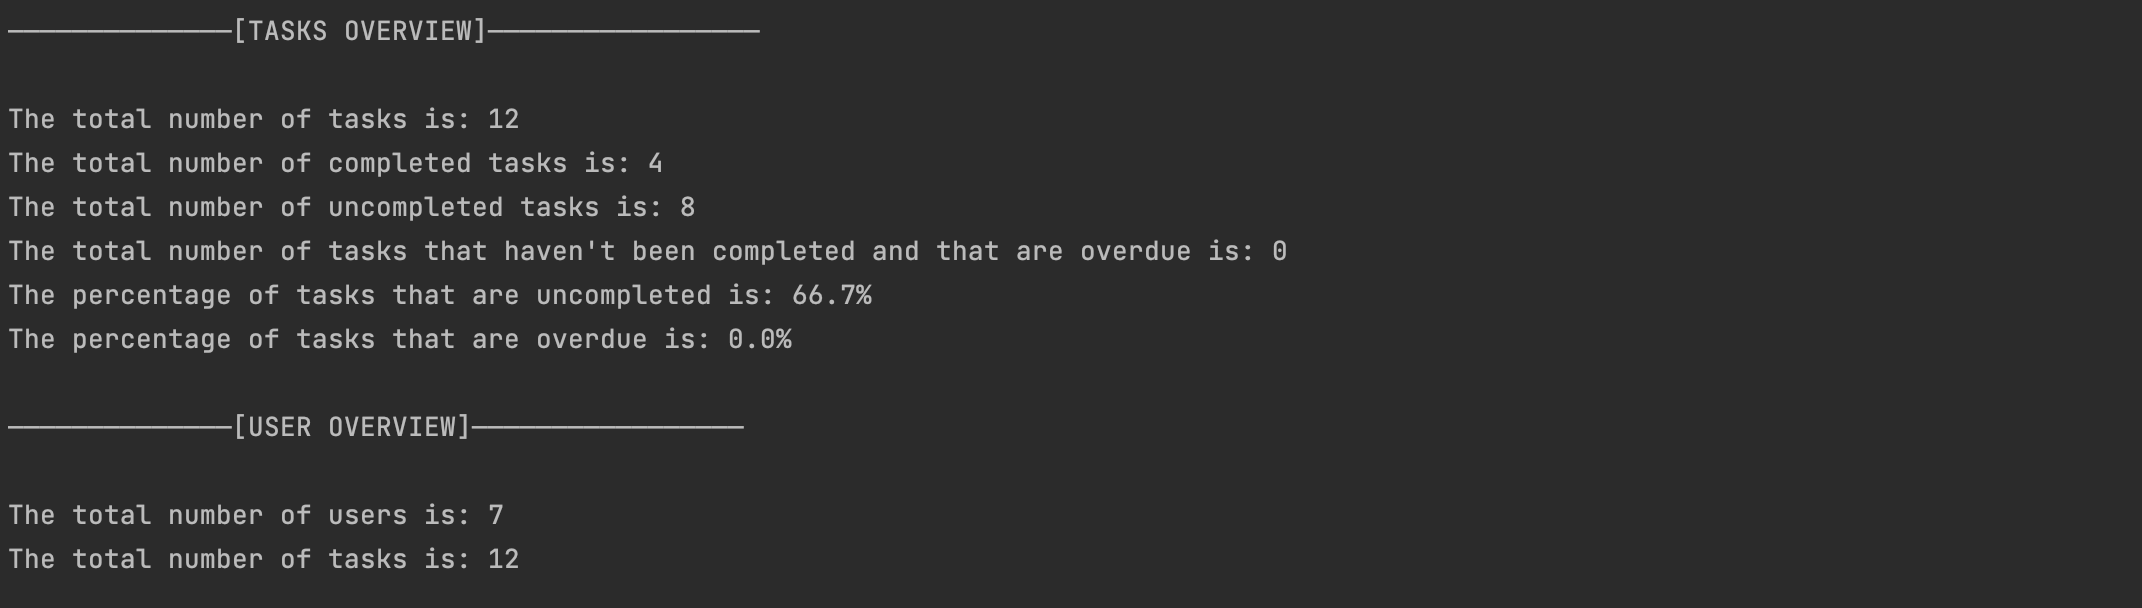 ——————————————[TASKS OVERVIEW]—————————————————
The total number of tasks is: 12
The total number of completed tasks is: 4
The total number of uncompleted tasks is: 8
The total number of tasks that haven't been completed and that are overdue is: 0
The percentage of tasks that are uncompleted is: 66.7%
The percentage of tasks that are overdue is: 0.0%
——————————————[USER OVERVIEW]—————————————————
The total number of users is: 7
The total number of tasks is: 12